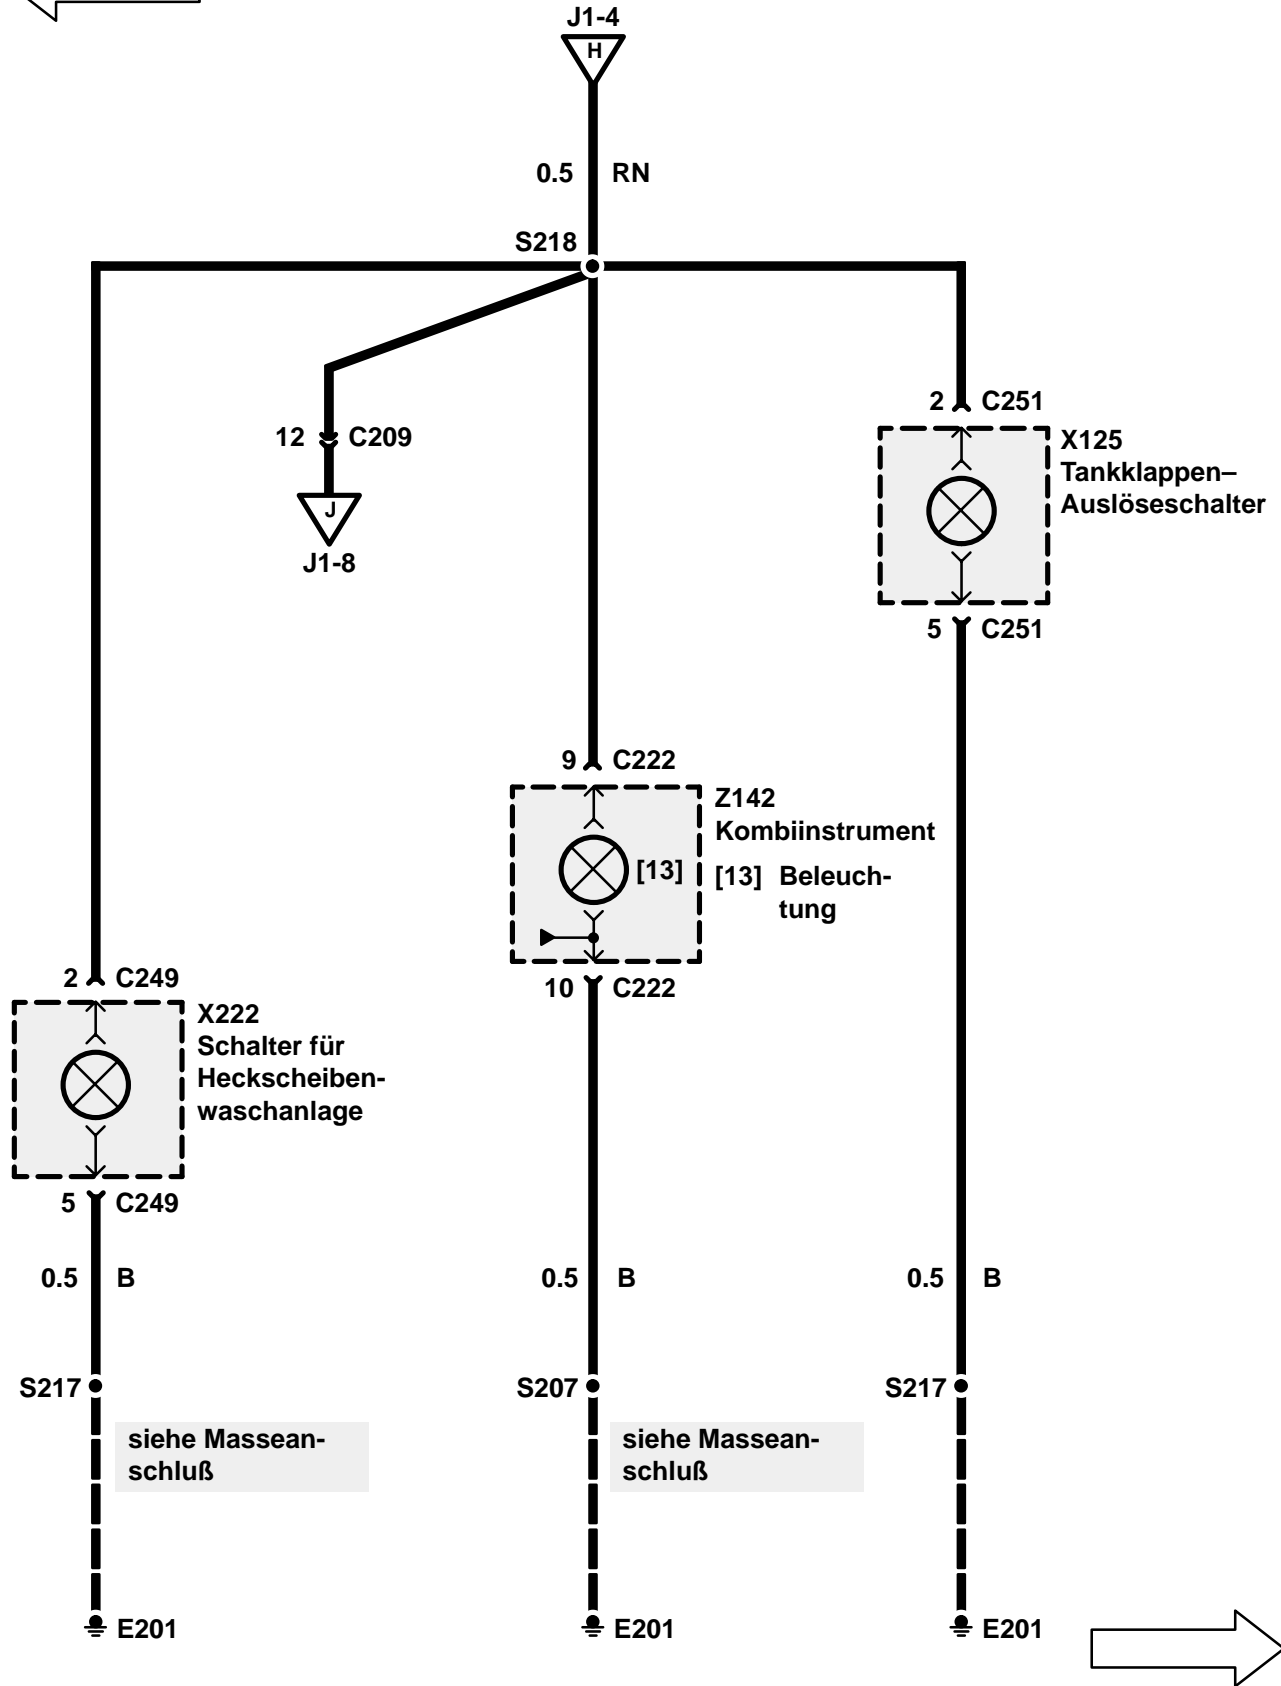 J1-4
H
0.5 RN
S218
2 C251
X125
Tankklappen–
Auslöseschalter
12 C209
J
J1-8
5 C251
9 C222
Z142
Kombiinstrument
[13]
[13] Beleuch-
tung
2 C249
10 C222
X222
Schalter für
Heckscheiben-
waschanlage
5 C249
0.5 B
0.5 B
0.5 B
S217
S207
S217
siehe Massean-
schluß
siehe Massean-
schluß
E201
E201
E201